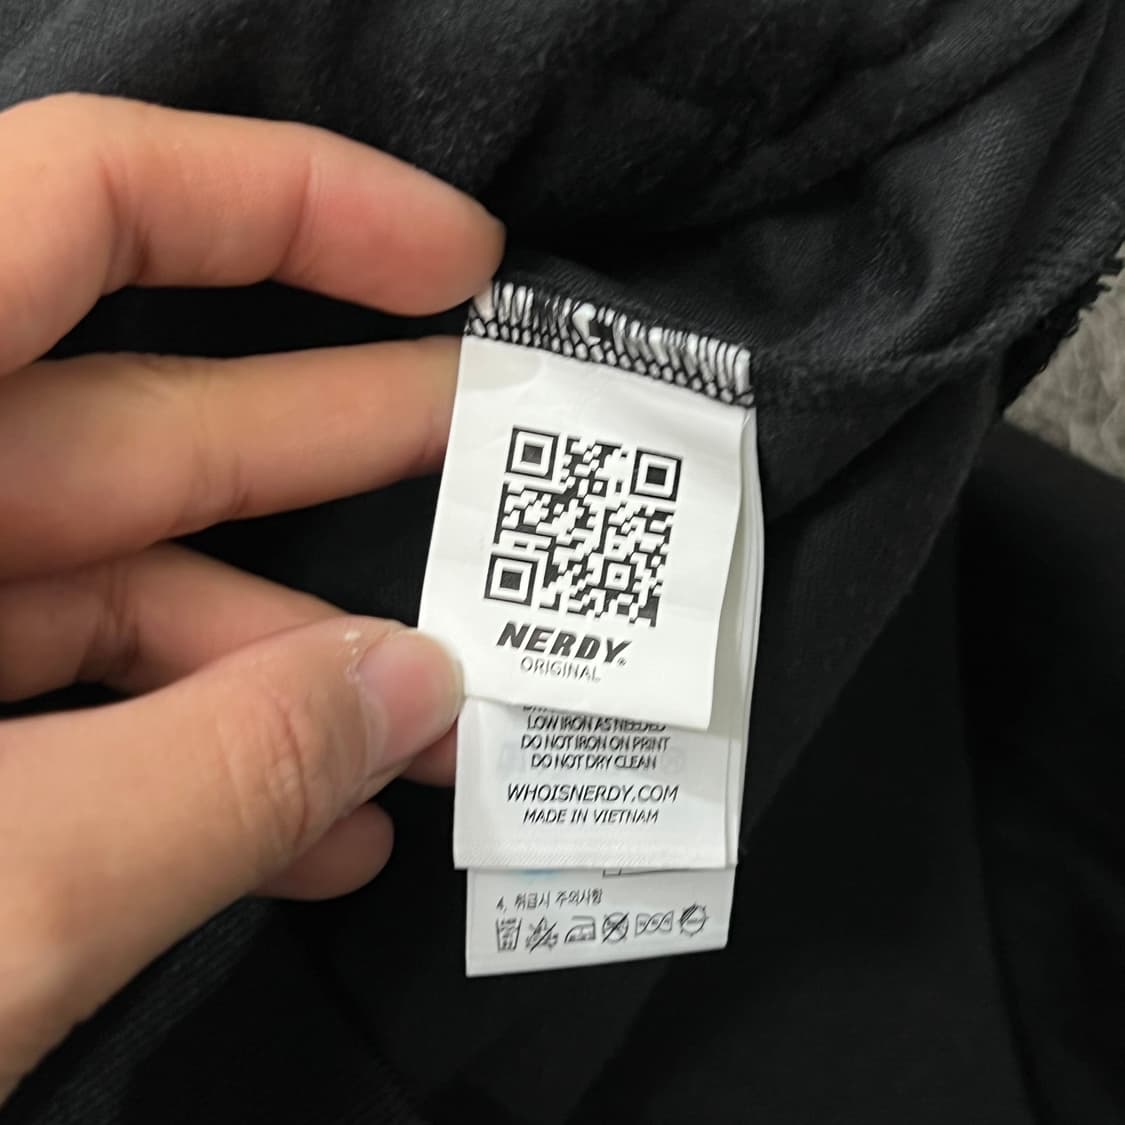 NERDY®
ORIGINAL
LOW IRON AS NEEDED
DO NOT IRON ON PRINT
DO NOT DRY CLEAN
WHOISNERDY.COM
MADE IN VIETNAM
4. 취급시 주의사항